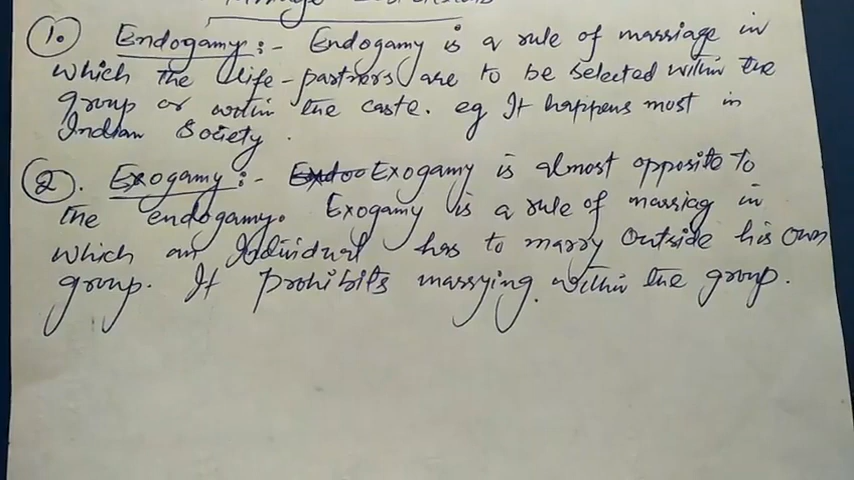 1. Endogamy :- Endogamy is a rule of marriage in
which the life-partners are to be selected within the
group or within the caste. eg It happens most in
Indian Society.
2. Exogamy :- Exogamy is almost opposite to
the endogamy. Exogamy is a rule of marriag in
which an Individual has to marry outside his own
group. It prohibits marrying within the group.